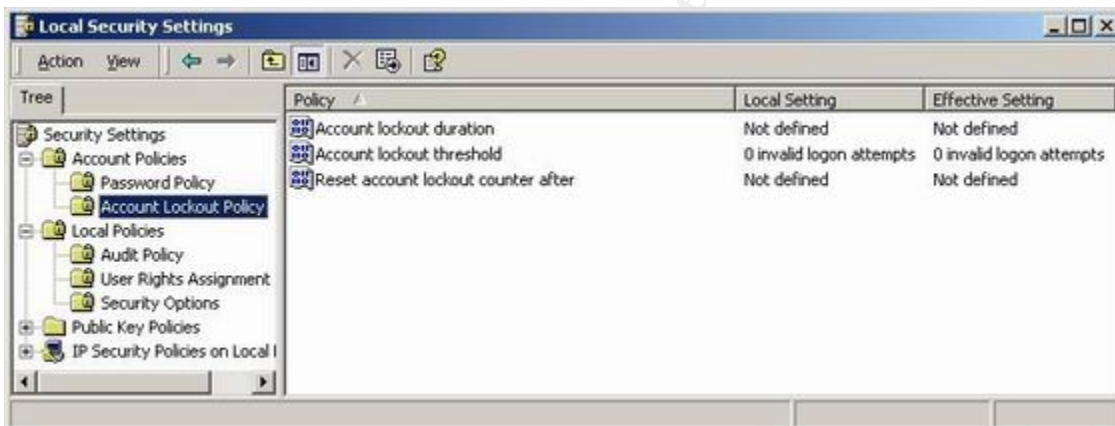 Local Security Settings
Action View
Tree
Policy Local Setting Effective Setting
Security Settings
Account Policies
Password Policy
Account Lockout Policy
Local Policies
Audit Policy
User Rights Assignment
Security Options
Public Key Policies
IP Security Policies on Local
Account lockout duration Not defined Not defined
Account lockout threshold 0 invalid logon attempts 0 invalid logon attempts
Reset account lockout counter after Not defined Not defined